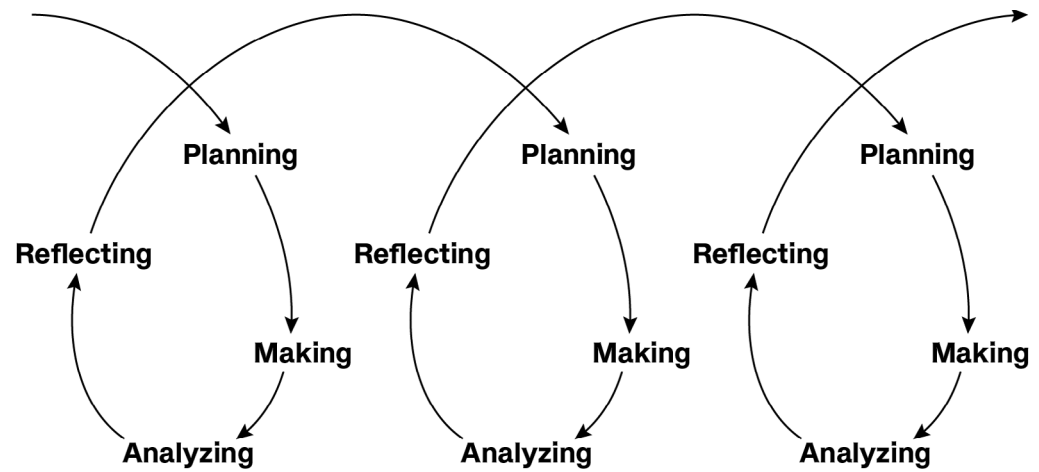 Planning
Planning
Planning
Reflecting
Reflecting
Reflecting
Making
Making
Making
Analyzing
Analyzing
Analyzing